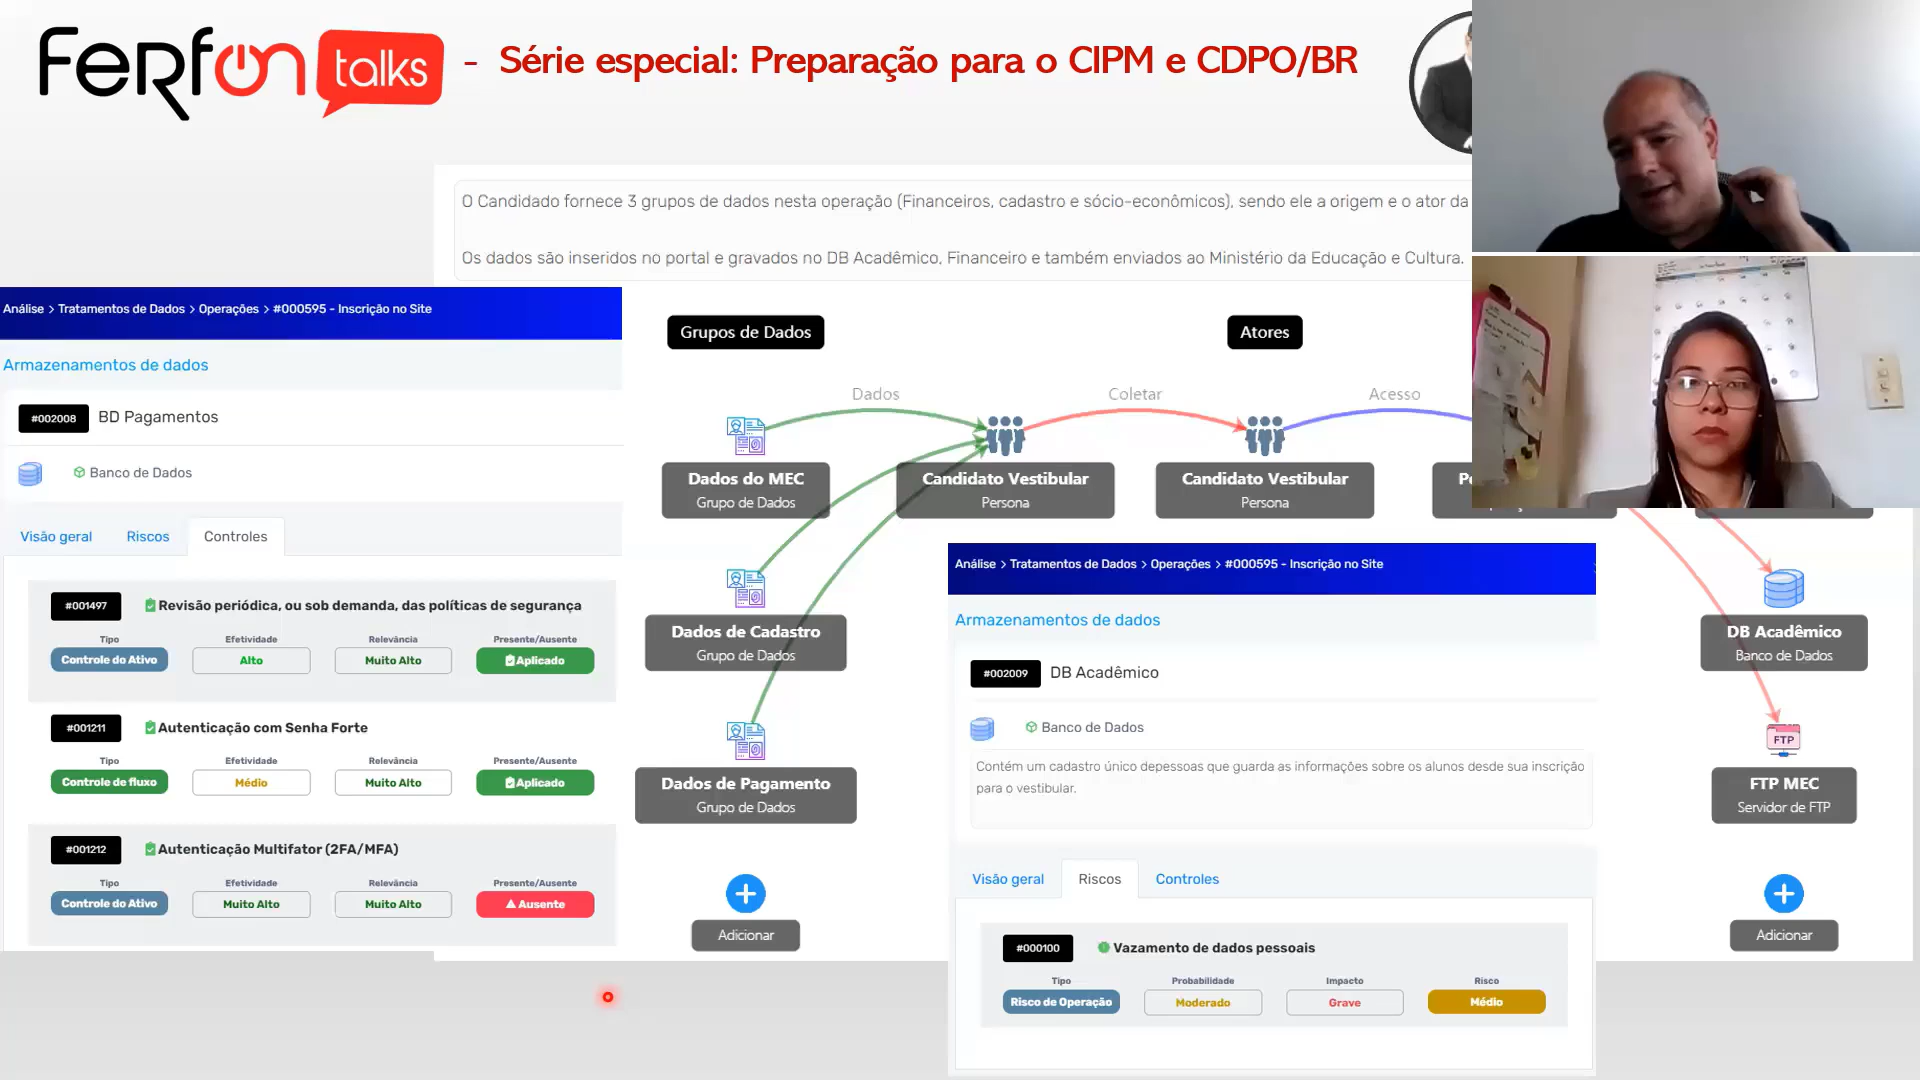 Ferfon talks - Série especial: Preparação para o CIPM e CDPO/BR
O Candidado fornece 3 grupos de dados nesta operação (Financeiros, cadastro e sócio-econômicos), sendo ele a origem e o ator da
Os dados são inseridos no portal e gravados no DB Acadêmico, Financeiro e também enviados ao Ministério da Educação e Cultura.
Análise > Tratamentos de Dados > Operações > #000595 - Inscrição no Site
Armazenamentos de dados
#002008 BD Pagamentos
Banco de Dados
Visão geral Riscos Controles
#001497 Revisão periódica, ou sob demanda, das políticas de segurança
Tipo Efetividade Relevância Presente/Ausente
Controle do Ativo Alto Muito Alto Aplicado
#001211 Autenticação com Senha Forte
Tipo Efetividade Relevância Presente/Ausente
Controle de fluxo Médio Muito Alto Aplicado
#001212 Autenticação Multifator (2FA/MFA)
Tipo Efetividade Relevância Presente/Ausente
Controle do Ativo Muito Alto Muito Alto Ausente
Grupos de Dados
Atores
Dados
Coletar
Acesso
Dados do MEC
Grupo de Dados
Candidato Vestibular
Persona
Candidato Vestibular
Persona
Dados de Cadastro
Grupo de Dados
Dados de Pagamento
Grupo de Dados
Adicionar
DB Acadêmico
Banco de Dados
FTP
FTP MEC
Servidor de FTP
Adicionar
Análise > Tratamentos de Dados > Operações > #000595 - Inscrição no Site
Armazenamentos de dados
#002009 DB Acadêmico
Banco de Dados
Contém um cadastro único depessoas que guarda as informações sobre os alunos desde sua inscrição
para o vestibular.
Visão geral Riscos Controles
#000100 Vazamento de dados pessoais
Tipo Probabilidade Impacto Risco
Risco de Operação Moderado Grave Médio